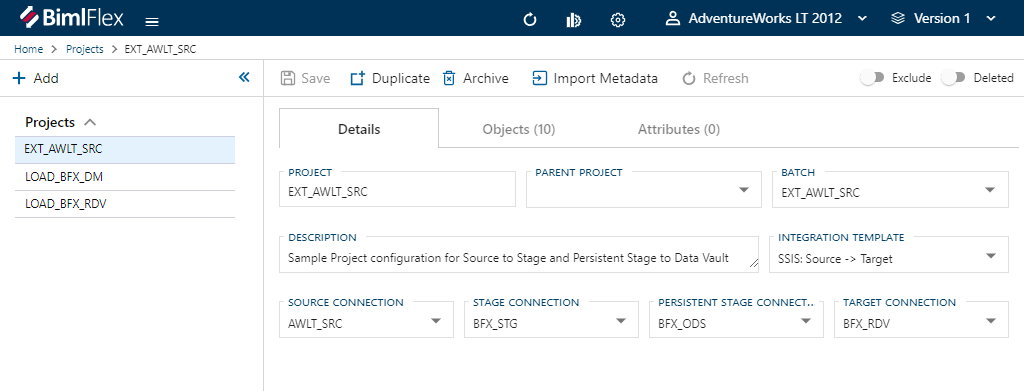 BimlFlex
AdventureWorks LT 2012
Version 1
Home > Projects > EXT_AWLT_SRC
+ Add
Save
Duplicate
Archive
Import Metadata
Refresh
Exclude
Deleted
Projects
EXT_AWLT_SRC
LOAD_BFX_DM
LOAD_BFX_RDV
Details
Objects (10)
Attributes (0)
PROJECT
EXT_AWLT_SRC
PARENT PROJECT
BATCH
EXT_AWLT_SRC
DESCRIPTION
Sample Project configuration for Source to Stage and Persistent Stage to Data Vault
INTEGRATION TEMPLATE
SSIS: Source -> Target
SOURCE CONNECTION
AWLT_SRC
STAGE CONNECTION
BFX_STG
PERSISTENT STAGE CONNECT..
BFX_ODS
TARGET CONNECTION
BFX_RDV